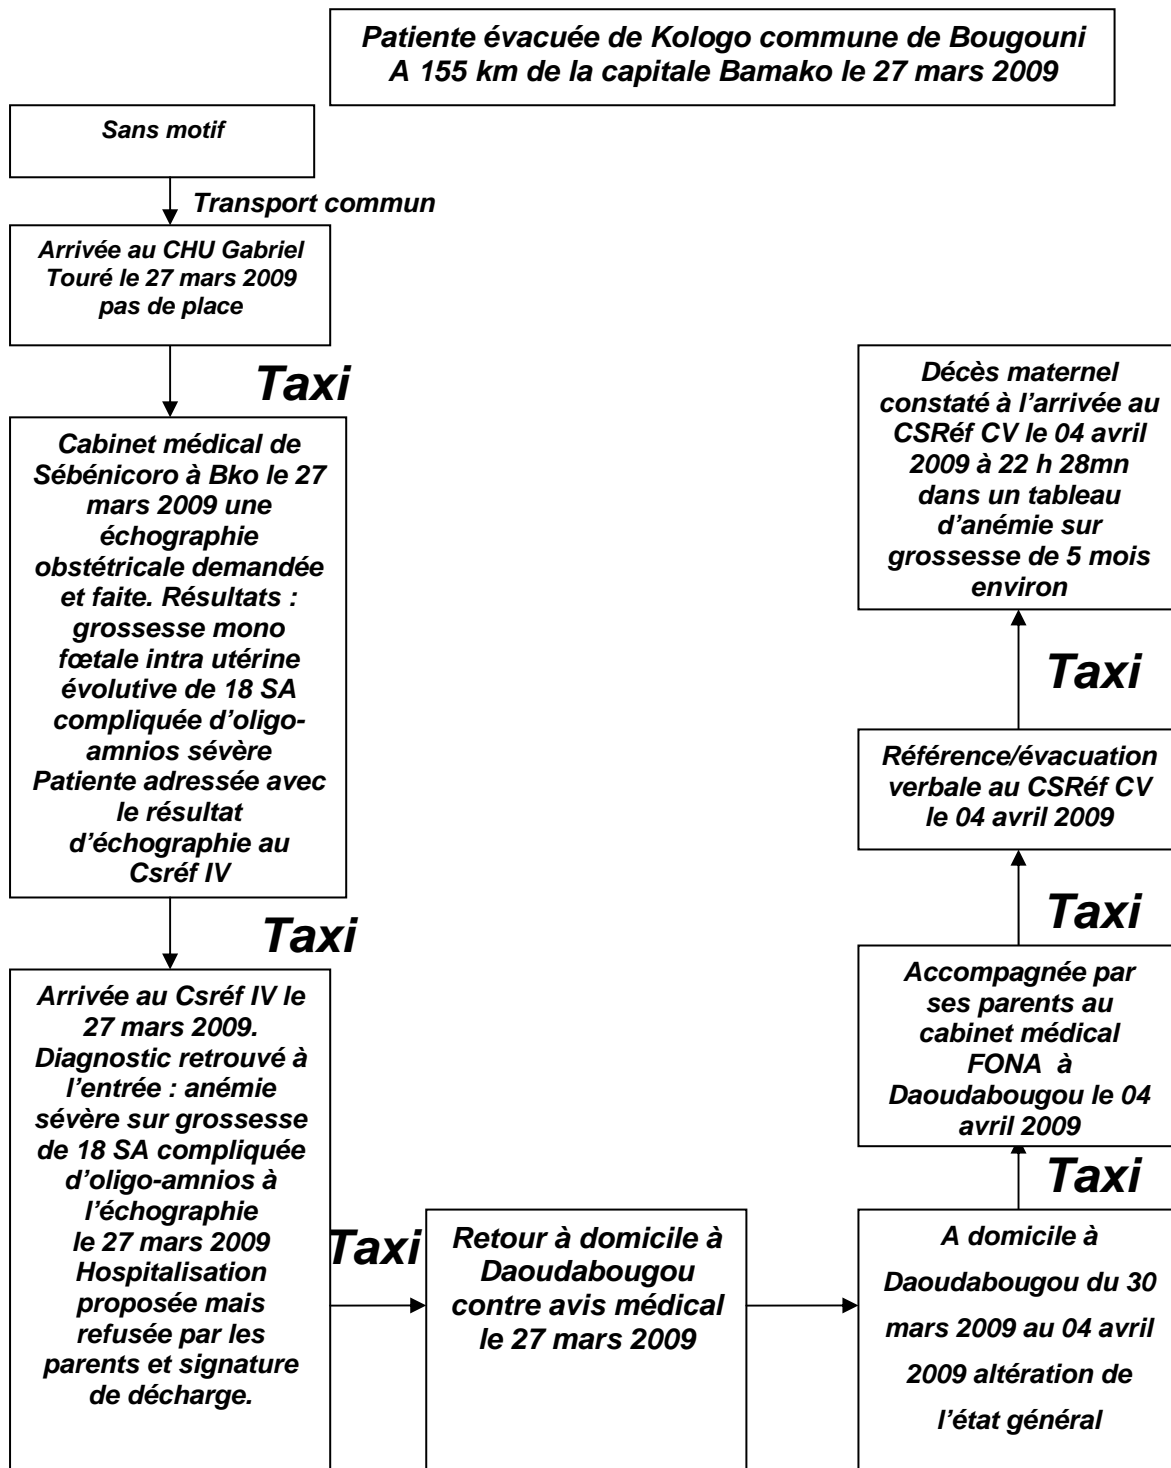 Patiente évacuée de Kologo commune de Bougouni
A 155 km de la capitale Bamako le 27 mars 2009
Sans motif
Transport commun
Arrivée au CHU Gabriel
Touré le 27 mars 2009
pas de place
Taxi
Cabinet médical de
Sébénicoro à Bko le 27
mars 2009 une
échographie
obstétricale demandée
et faite. Résultats :
grossesse mono
fœtale intra utérine
évolutive de 18 SA
compliquée d’oligo-
amnios sévère
Patiente adressée avec
le résultat
d’échographie au
Csréf IV
Taxi
Arrivée au Csréf IV le
27 mars 2009.
Diagnostic retrouvé à
l’entrée : anémie
sévère sur grossesse
de 18 SA compliquée
d’oligo-amnios à
l’échographie
le 27 mars 2009
Hospitalisation
proposée mais
refusée par les
parents et signature
de décharge.
Taxi
Retour à domicile à
Daoudabougou
contre avis médical
le 27 mars 2009
A domicile à
Daoudabougou du 30
mars 2009 au 04 avril
2009 altération de
l’état général
Taxi
Accompagnée par
ses parents au
cabinet médical
FONA à
Daoudabougou le 04
avril 2009
Taxi
Référence/évacuation
verbale au CSRéf CV
le 04 avril 2009
Taxi
Décès maternel
constaté à l’arrivée au
CSRéf CV le 04 avril
2009 à 22 h 28mn
dans un tableau
d’anémie sur
grossesse de 5 mois
environ